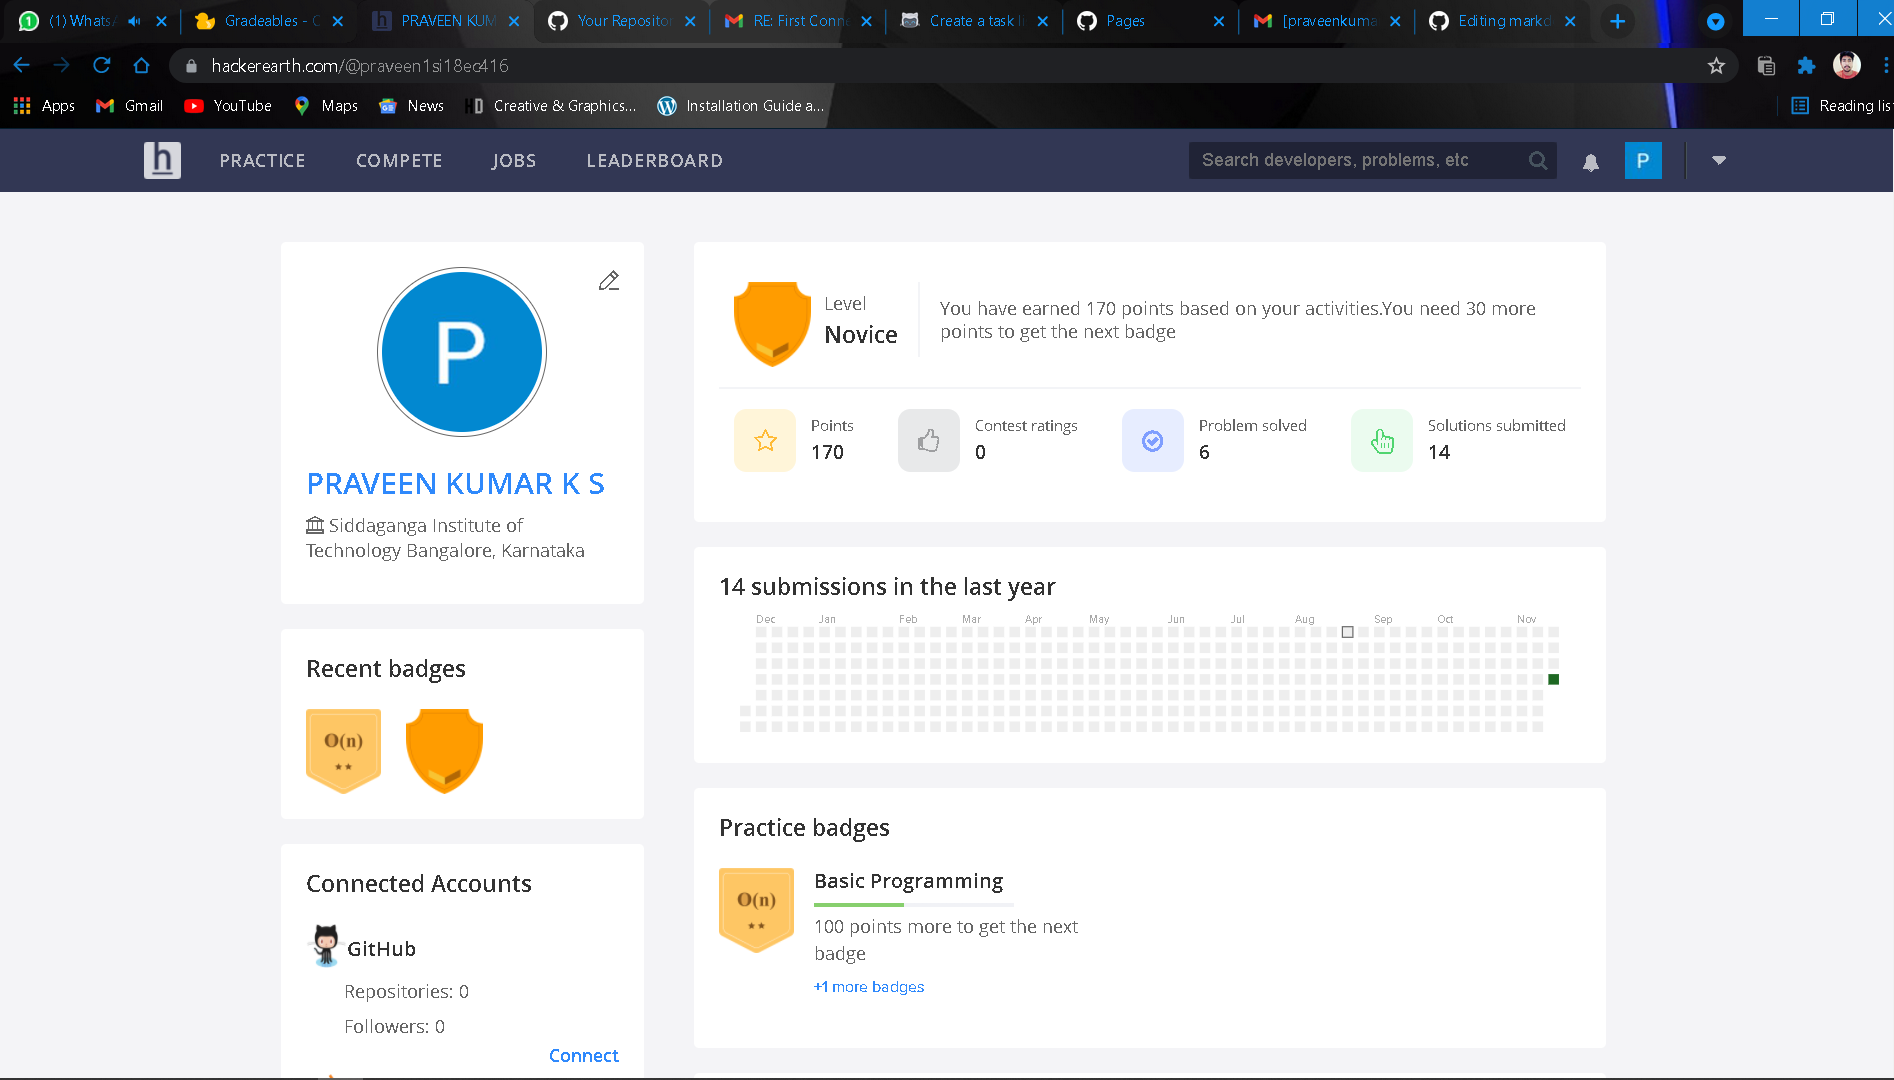 (1) WhatsA
Gradeables - C
PRAVEEN KUM
Your Repositor
RE: First Conne
Create a task li
Pages
[praveenkuma
Editing markd
hackerearth.com/@praveen1si18ec416
Apps
Gmail
YouTube
Maps
News
Creative & Graphics...
Installation Guide a...
Reading lis
h
PRACTICE
COMPETE
JOBS
LEADERBOARD
Search developers, problems, etc
P
P
PRAVEEN KUMAR K S
Siddaganga Institute of
Technology Bangalore, Karnataka
Recent badges
O(n)
Connected Accounts
GitHub
Repositories: 0
Followers: 0
Connect
Level
Novice
You have earned 170 points based on your activities.You need 30 more
points to get the next badge
Points
170
Contest ratings
0
Problem solved
6
Solutions submitted
14
14 submissions in the last year
Dec Jan Feb Mar Apr May Jun Jul Aug Sep Oct Nov
Practice badges
O(n)
Basic Programming
100 points more to get the next
badge
+1 more badges